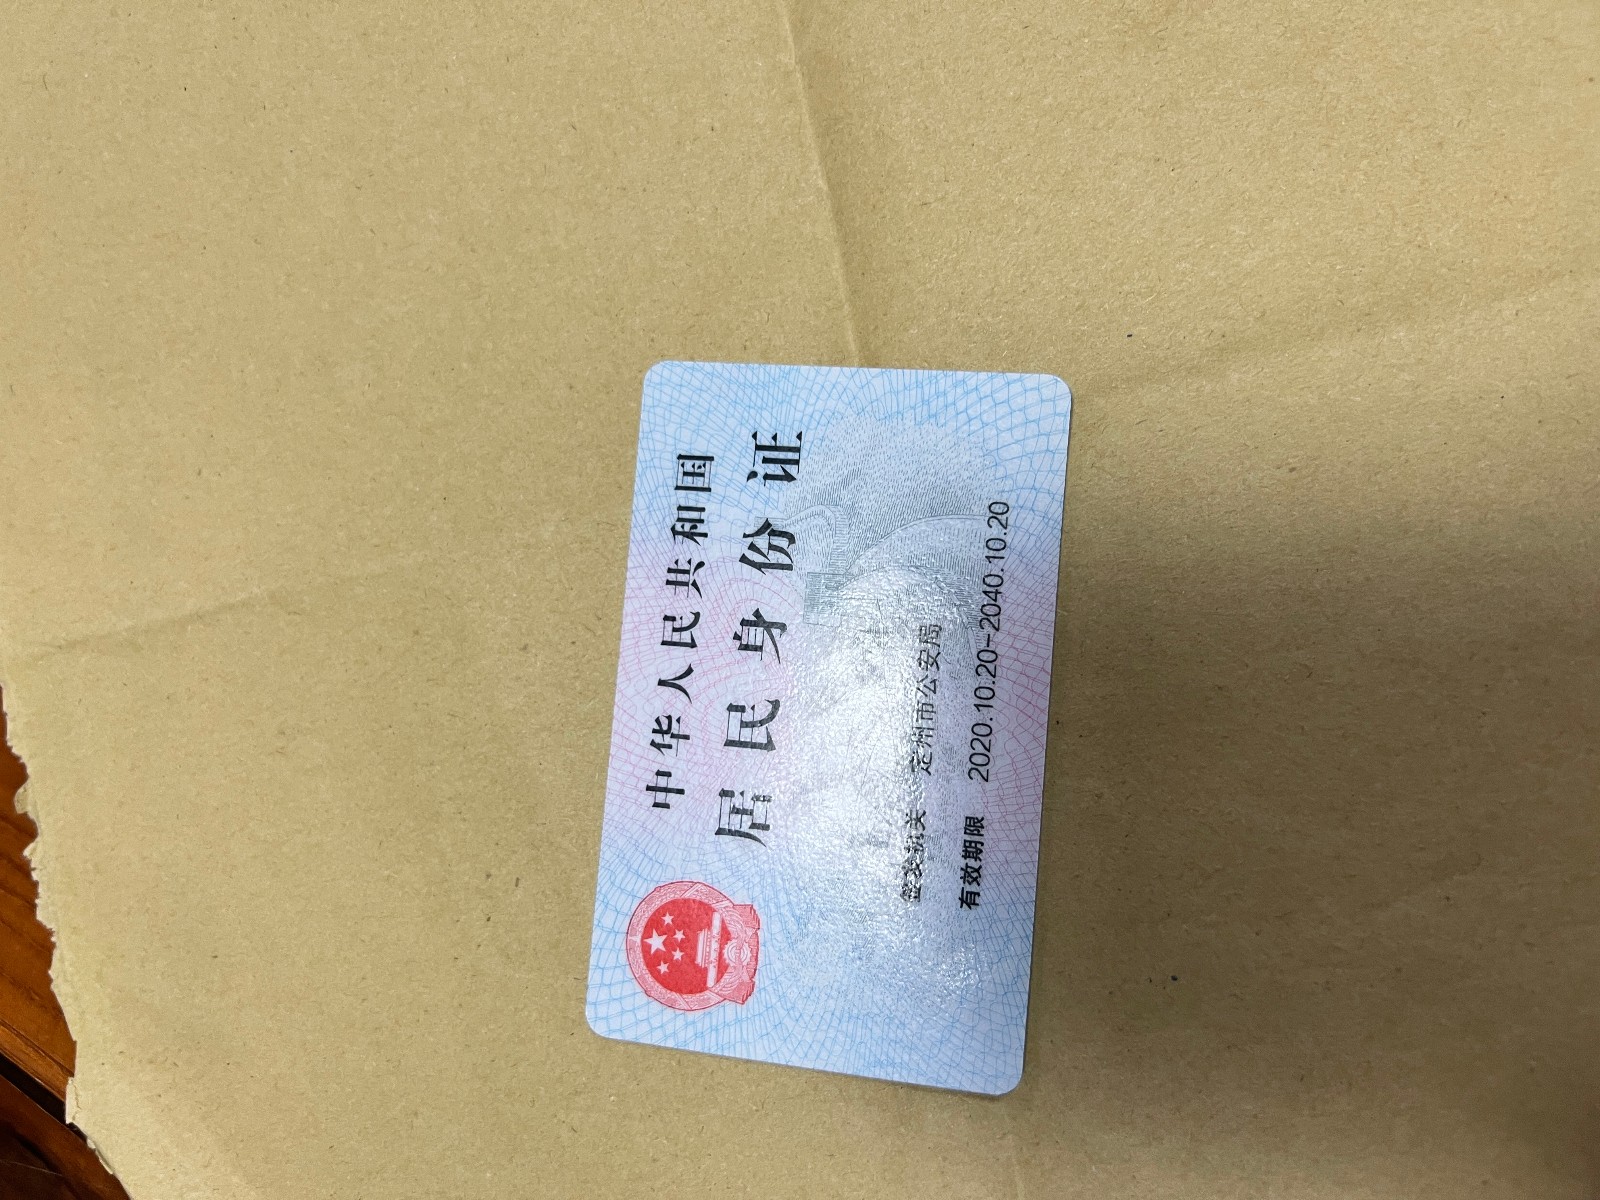 中华人民共和国
居民身份证
签发机关 定州市公安局
有效期限 2020.10.20-2040.10.20